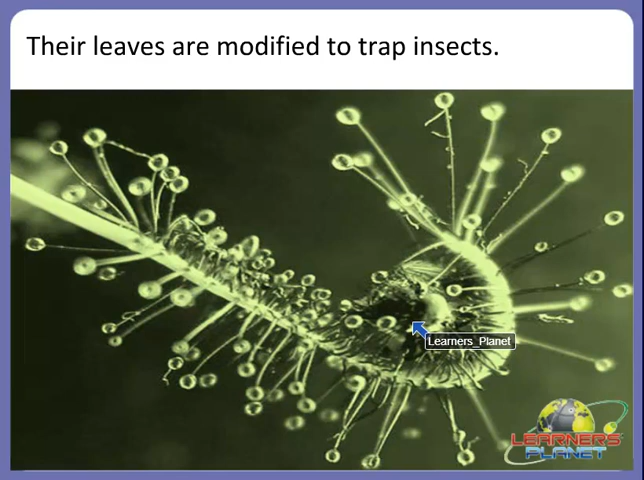 Their leaves are modified to trap insects.
Learners_Planet
LEARNERS
PLANET